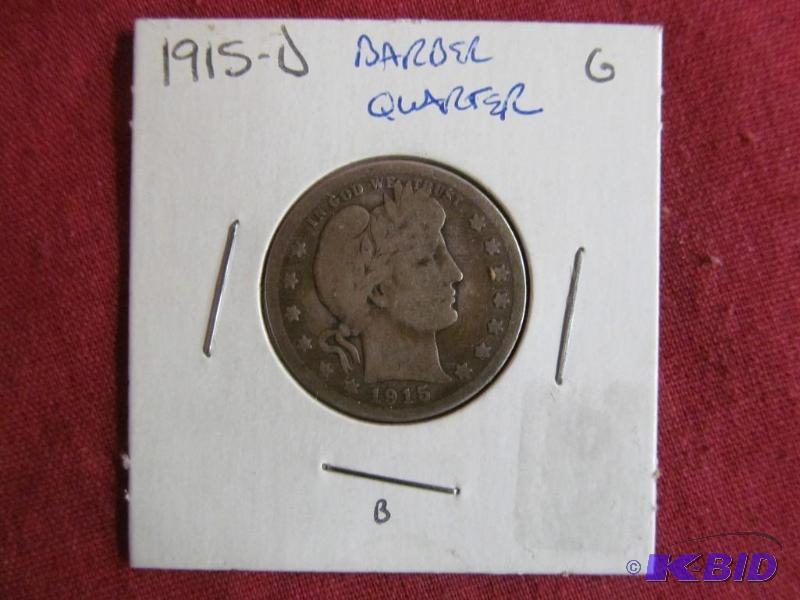 1915-D BARBER G
QUARTER
IN GOD WE TRUST
1915
B
© K-BID